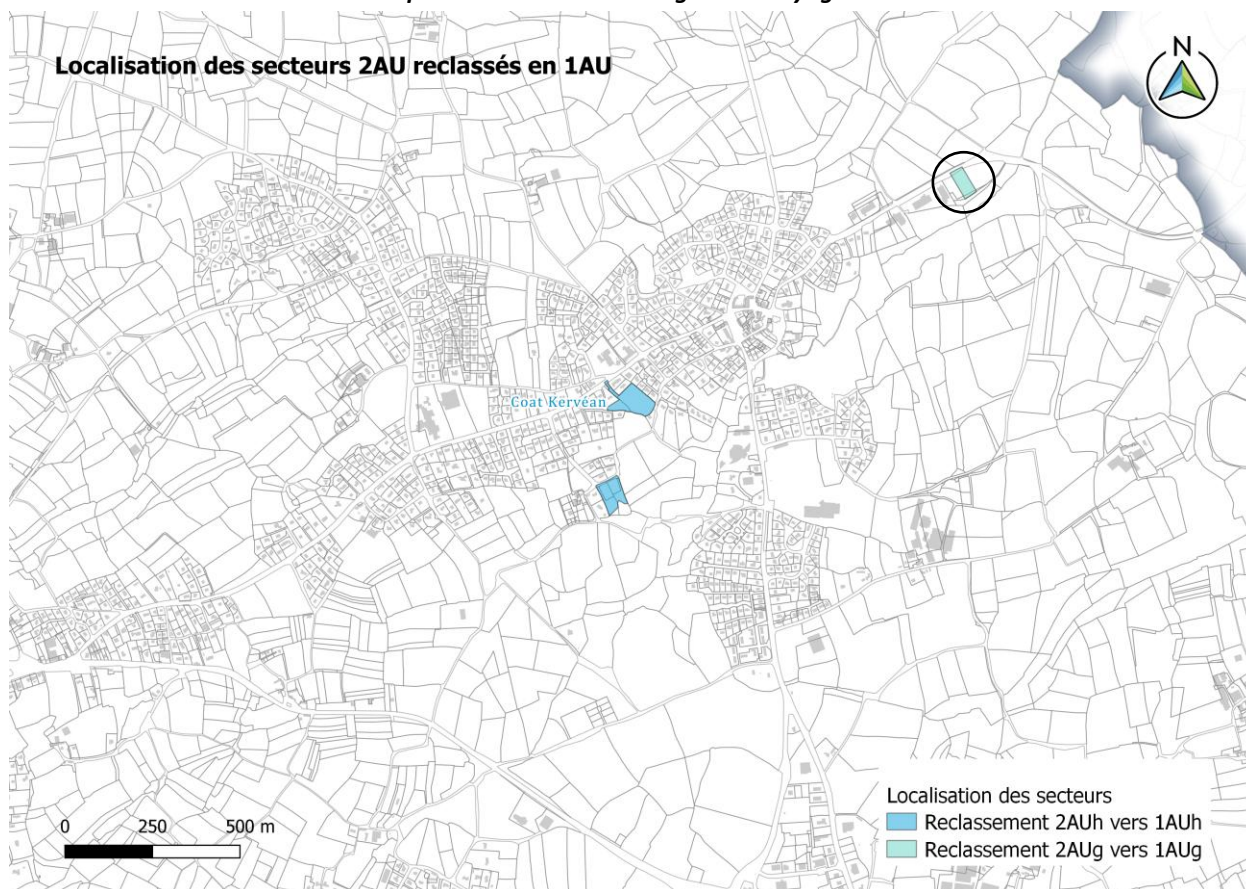 Localisation des secteurs 2AU reclassés en 1AU
N
Coat Kervéan
Localisation des secteurs
Reclassement 2AUh vers 1AUh
Reclassement 2AUg vers 1AUg
0 250 500 m